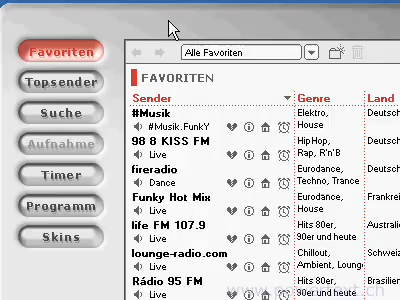 Favoriten
Topsender
Suche
Aufnahme
Timer
Programm
Skins
Alle Favoriten
FAVORITEN
Sender Genre Land
#Musik Elektro, Deutsch
#Musik.FunkY House
98 8 KISS FM HipHop, Deutsch
Live Rap, R'n'B
fireradio Eurodance, Deutsch
Dance Techno, Trance
Funky Hot Mix Eurodance, Frankrei
Live House
life FM 107.9 Hits 80er, Australi
Live 90er und heute
lounge-radio.com Chillout, Schweiz
Live Ambient, Loung
Rádio 95 FM Hits 80er, Brasilie
Live 90er und heute